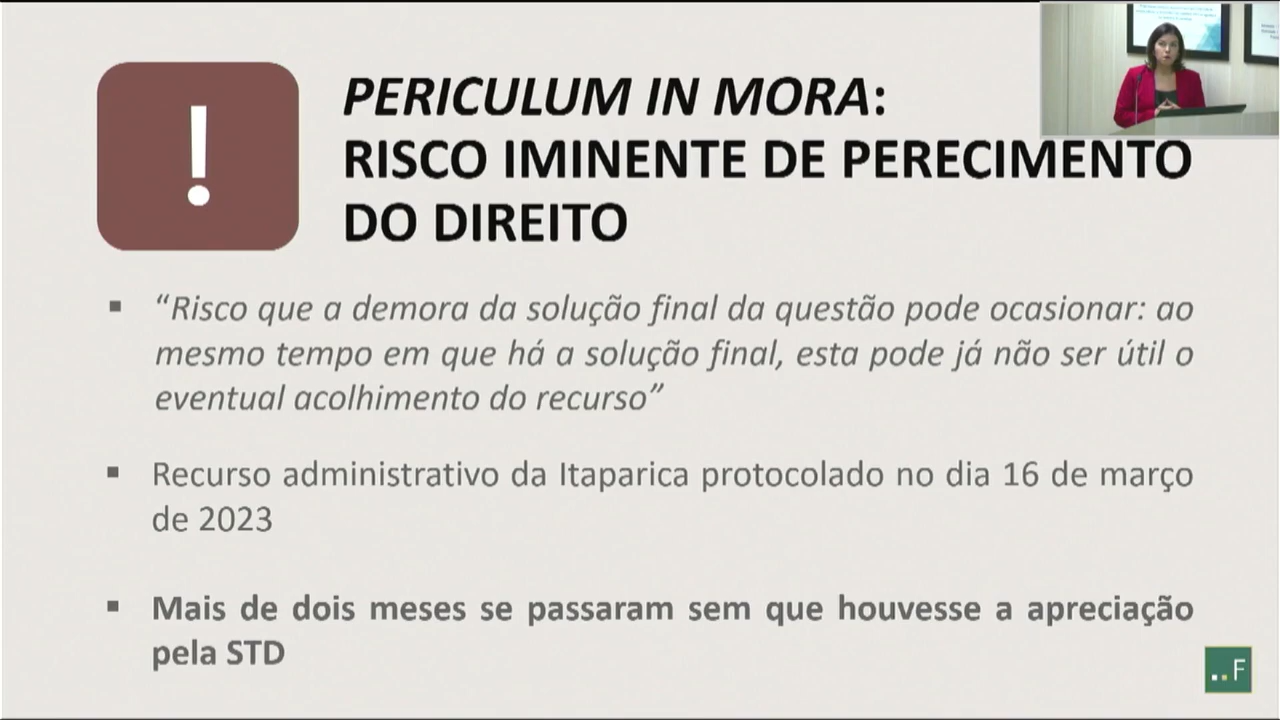 !
PERICULUM IN MORA:
RISCO IMINENTE DE PERECIMENTO
DO DIREITO
▪ “Risco que a demora da solução final da questão pode ocasionar: ao
mesmo tempo em que há a solução final, esta pode já não ser útil o
eventual acolhimento do recurso”
▪ Recurso administrativo da Itaparica protocolado no dia 16 de março
de 2023
▪ Mais de dois meses se passaram sem que houvesse a apreciação
pela STD
..F